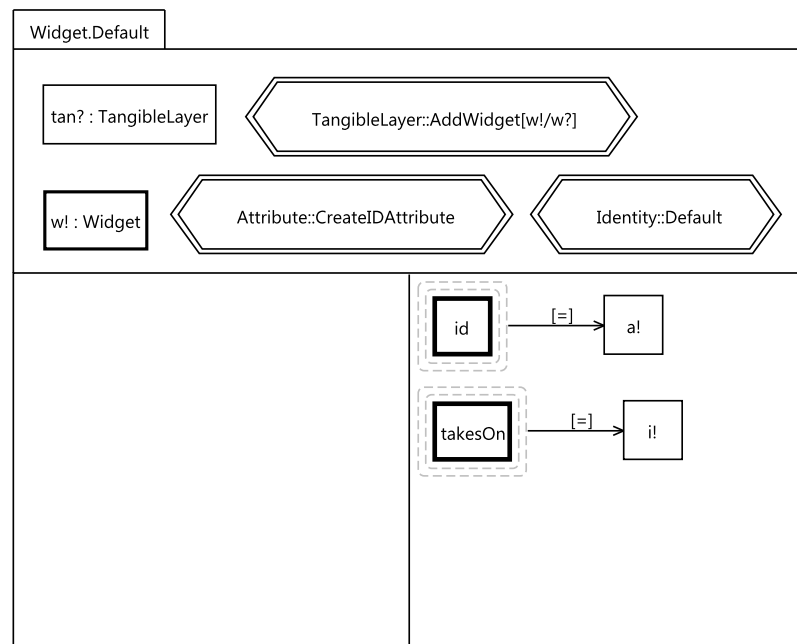 Widget.Default
tan? : TangibleLayer
TangibleLayer::AddWidget[w!/w?]
w! : Widget
Attribute::CreateIDAttribute
Identity::Default
id
[=]
a!
takesOn
[=]
i!